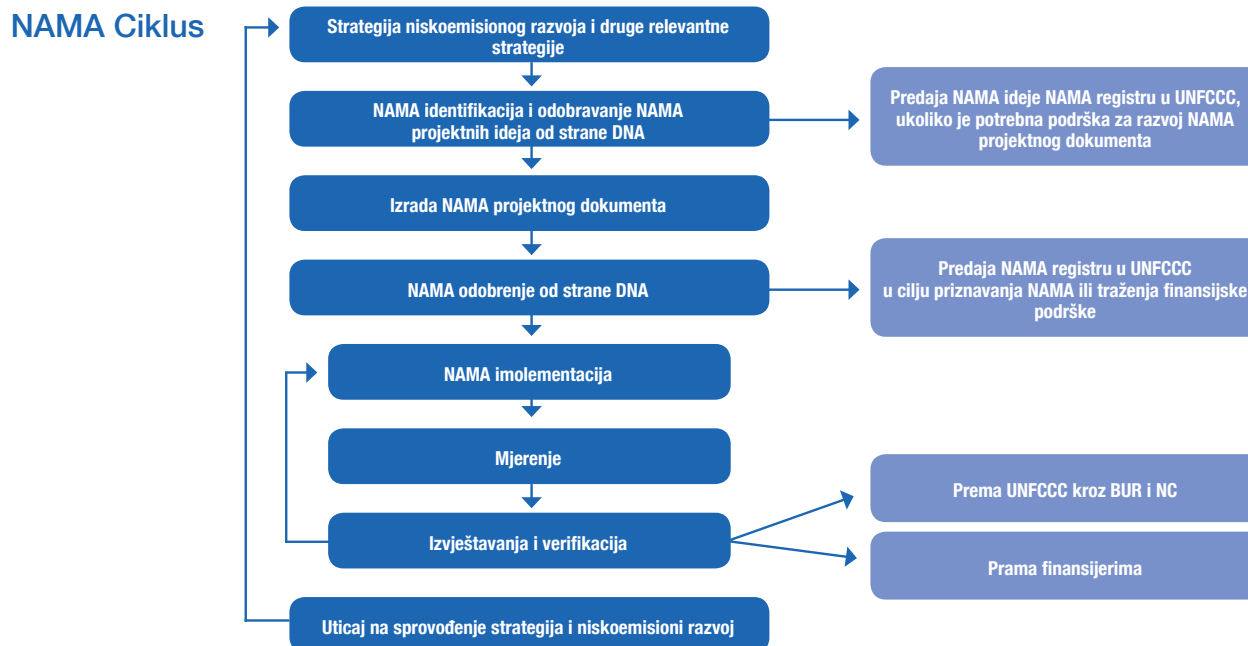 NAMA Ciklus
Strategija niskoemisionog razvoja i druge relevantne
strategije
NAMA identifikacija i odobravanje NAMA
projektnih ideja od strane DNA
Predaja NAMA ideje NAMA registru u UNFCCC,
ukoliko je potrebna podrška za razvoj NAMA
projektnog dokumenta
Izrada NAMA projektnog dokumenta
NAMA odobrenje od strane DNA
Predaja NAMA registru u UNFCCC
u cilju priznavanja NAMA ili traženja finansijske
podrške
NAMA imolementacija
Mjerenje
Izvještavanja i verifikacija
Prema UNFCCC kroz BUR i NC
Prama finansijerima
Uticaj na sprovođenje strategija i niskoemisioni razvoj